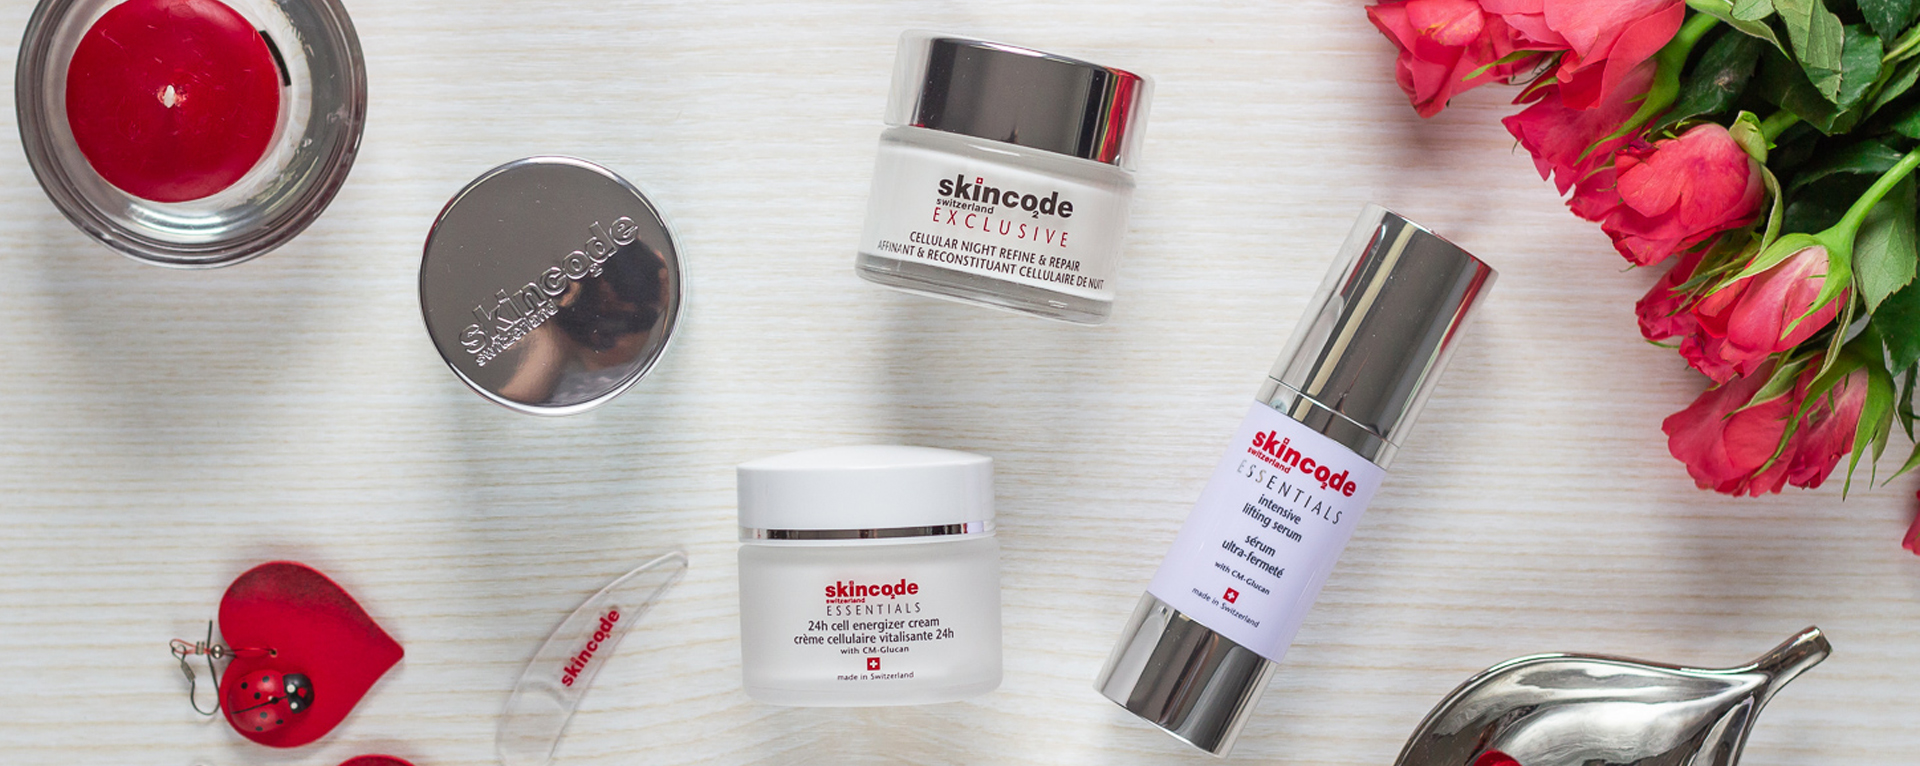 skincode
switzerland
skincode
switzerland
EXCLUSIVE
CELLULAR NIGHT REFINE & REPAIR
AFFINANT & RECONSTITUANT CELLULAIRE DE NUIT
skincode
switzerland
ESSENTIALS
intensive
lifting serum
sérum
ultra-fermeté
with CM-Glucan
made in Switzerland
skincode
switzerland
ESSENTIALS
24h cell energizer cream
crème cellulaire vitalisante 24h
with CM-Glucan
made in Switzerland
skincode